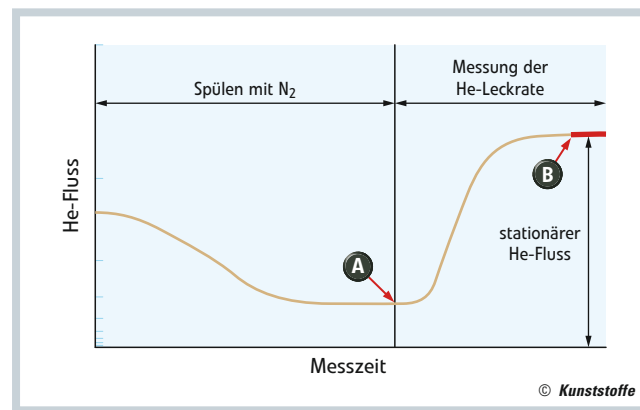 Spülen mit N₂
Messung der
He-Leckrate
He-Fluss
A
B
stationärer
He-Fluss
Messzeit
© Kunststoffe